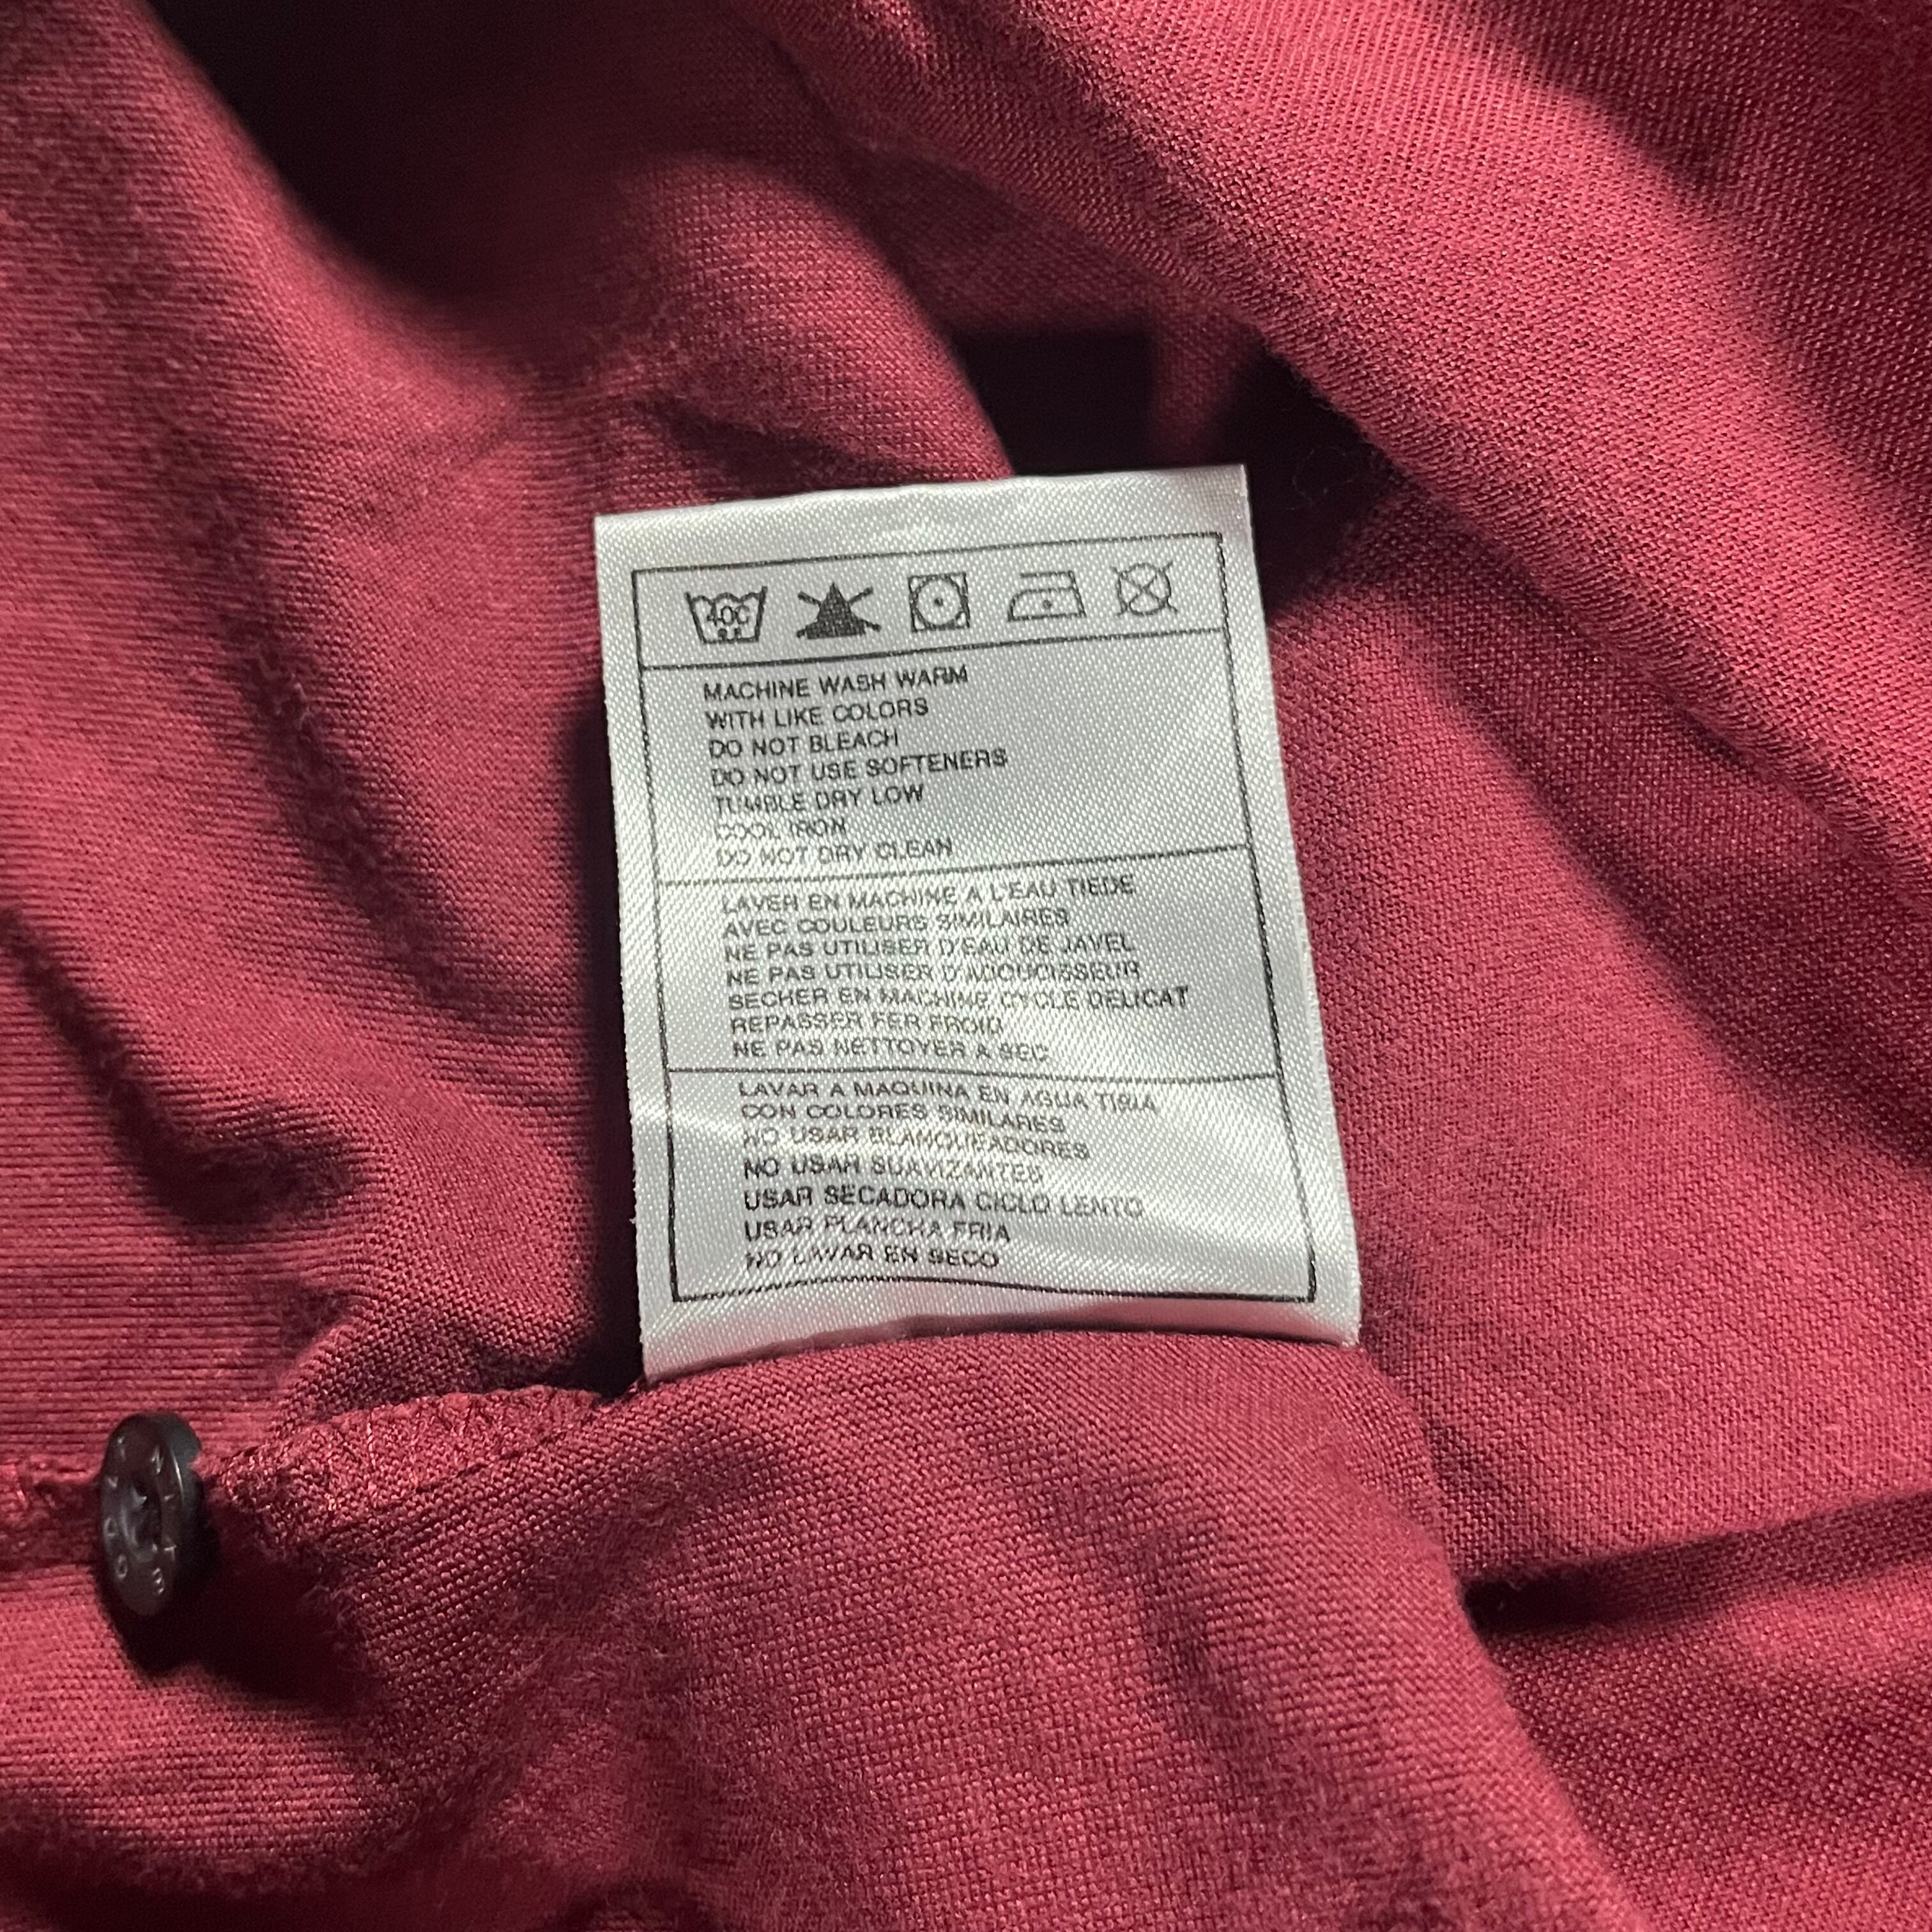 40C
MACHINE WASH WARM
WITH LIKE COLORS
DO NOT BLEACH
DO NOT USE SOFTENERS
TUMBLE DRY LOW
COOL IRON
DO NOT DRY CLEAN
LAVER EN MACHINE A L'EAU TIEDE
AVEC COULEURS SIMILAIRES
NE PAS UTILISER D'EAU DE JAVEL
NE PAS UTILISER D'ADOUCISSEUR
SECHER EN MACHINE CYCLE DELICAT
REPASSER FER FROID
NE PAS NETTOYER A SEC
LAVAR A MAQUINA EN AGUA TIBIA
CON COLORES SIMILARES
NO USAR BLANQUEADORES
NO USAR SUAVIZANTES
USAR SECADORA CICLO LENTO
USAR PLANCHA FRIA
NO LAVAR EN SECO